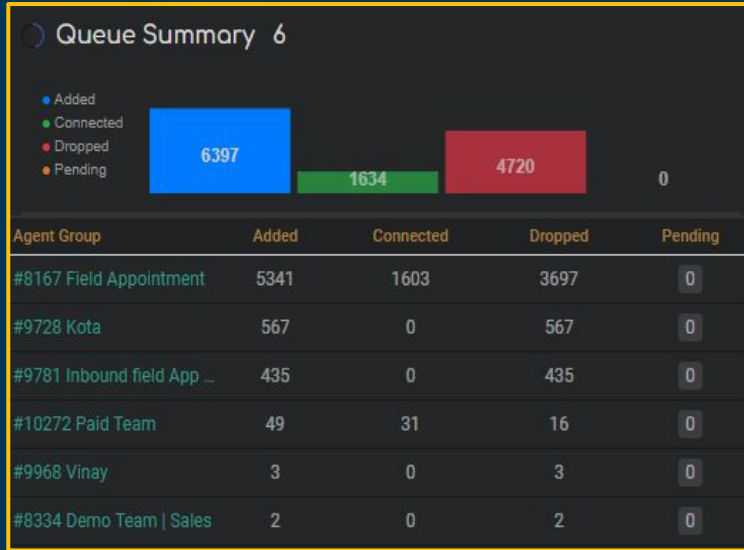 Queue Summary 6
Added
Connected
Dropped
Pending
6397
1634
4720
0
Agent Group Added Connected Dropped Pending
#8167 Field Appointment 5341 1603 3697 0
#9728 Kota 567 0 567 0
#9781 Inbound field App ... 435 0 435 0
#10272 Paid Team 49 31 16 0
#9968 Vinay 3 0 3 0
#8334 Demo Team | Sales 2 0 2 0